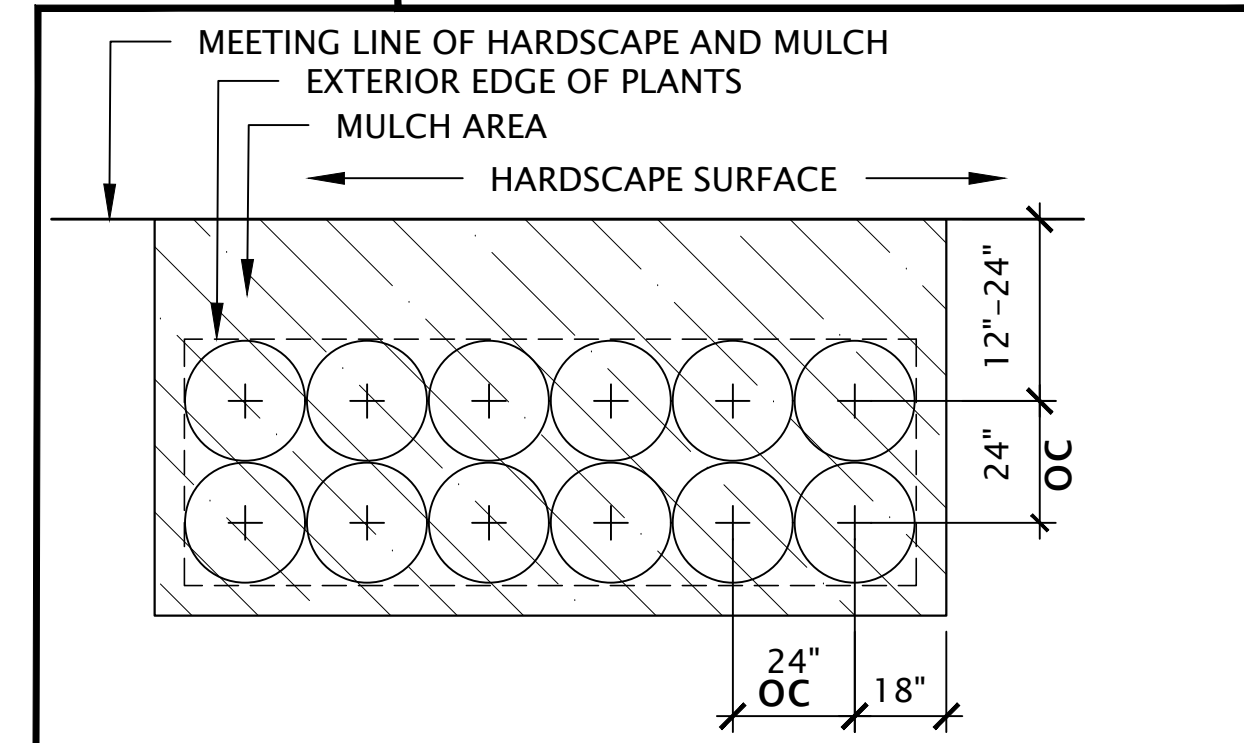 MEETING LINE OF HARDSCAPE AND MULCH
EXTERIOR EDGE OF PLANTS
MULCH AREA
HARDSCAPE SURFACE
12"-24"
24"
OC
24"
OC
18"